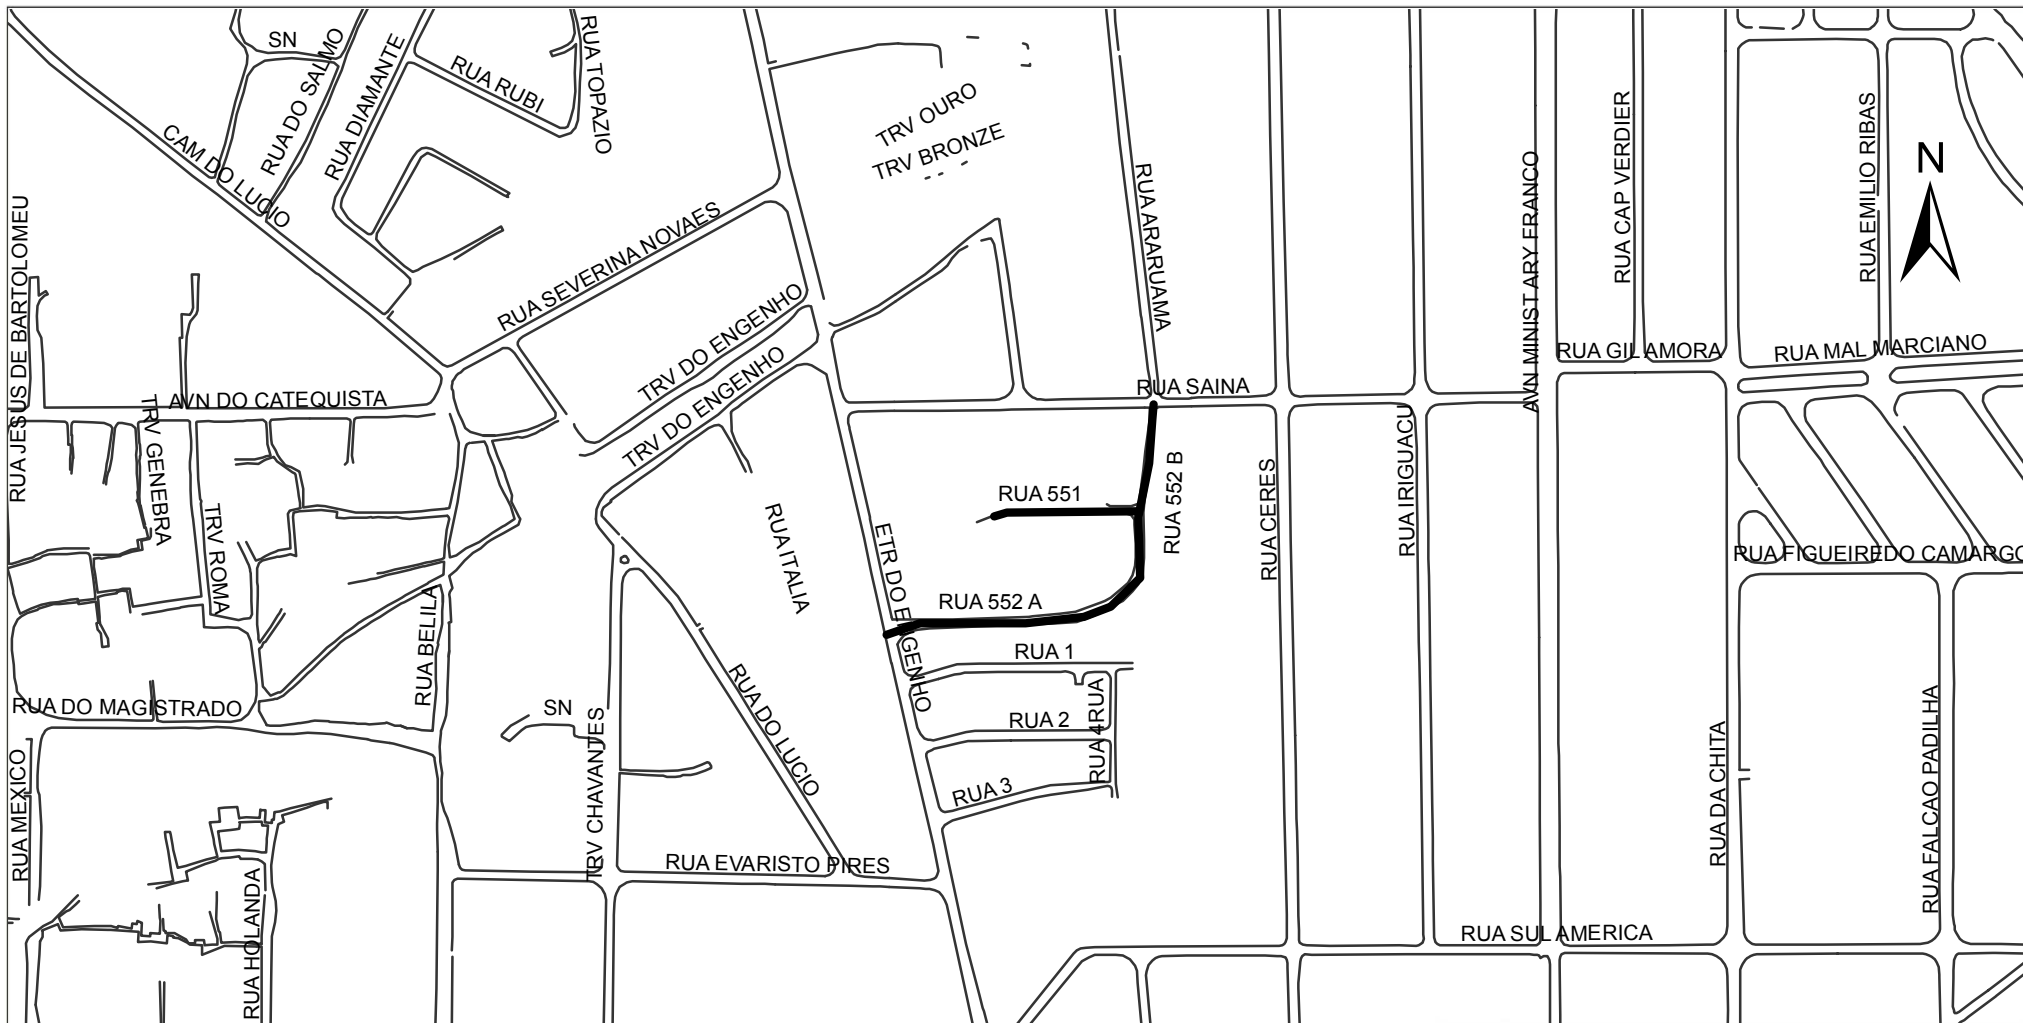 SN
RUA DO SALMO
RUA DIAMANTE
RUA RUBI
RUA TOPAZIO
CAM DO LUCIO
TRV OURO
TRV BRONZE
RUA ARARUAMA
AVN MINIST ARY FRANCO
RUA CAP VERDIER
RUA EMILIO RIBAS
N
RUA JESUS DE BARTOLOMEU
RUA SEVERINA NOVAES
TRV DO ENGENHO
TRV DO ENGENHO
RUA GIL AMORA
RUA MAL MARCIANO
RUA SAINA
AVN DO CATEQUISTA
TRV GENEBRA
TRV ROMA
RUA ITALIA
ETR DO ENGENHO
RUA 551
RUA 552 B
RUA CERES
RUA IRIGUACU
RUA FIGUEIREDO CAMARGO
RUA 552 A
RUA BELILA
RUA 1
RUA DO MAGISTRADO
SN
RUA DO LUCIO
RUA 2
RUA 4RUA
RUA 3
RUA MEXICO
TRV CHAVANTES
RUA DA CHITA
RUA FALCAO PADILHA
RUA EVARISTO PIRES
RUA HOLANDA
RUA SUL AMERICA